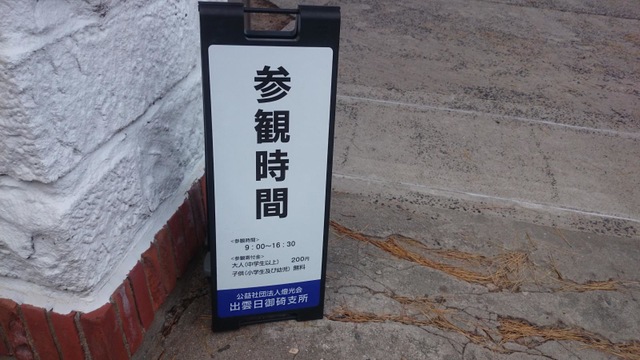 参観時間
<参観時間>
9：00～16：30
<参観寄付金>
大人(中学生以上) 200円
子供(小学生及び幼児) 無料
公益社団法人燈光会
出雲日御碕支所